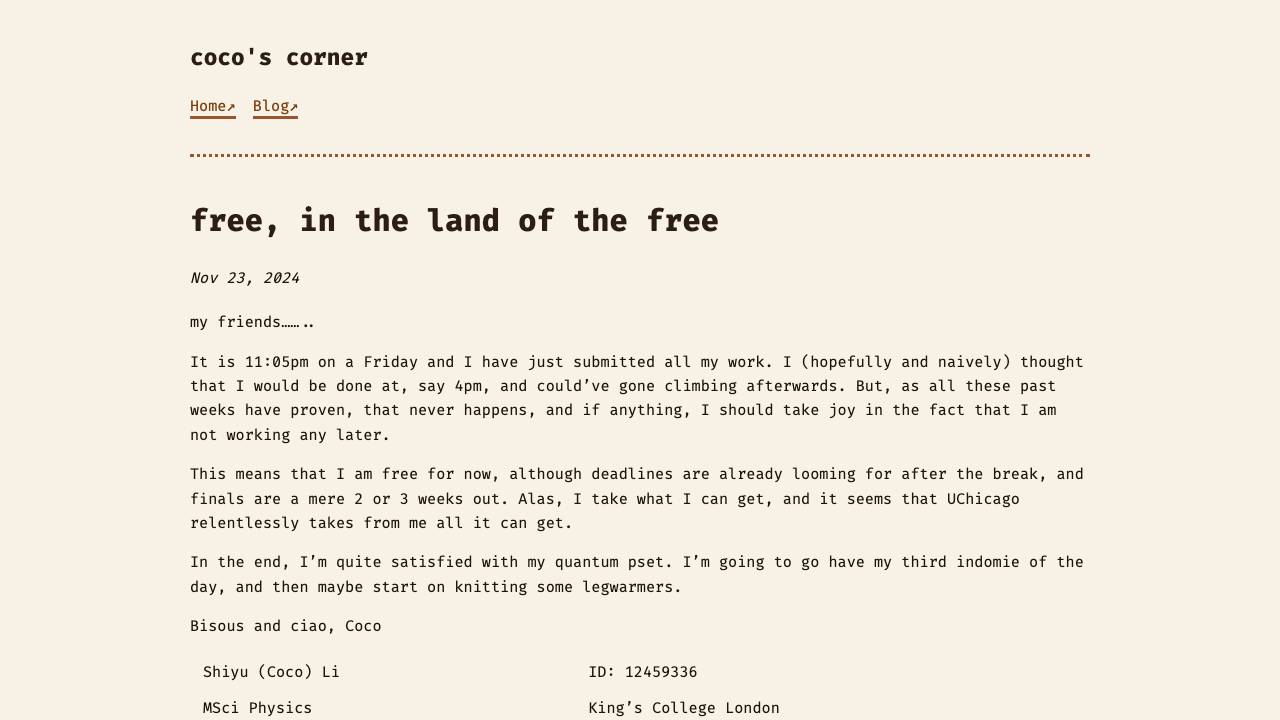 coco's corner
Home↗ Blog↗
free, in the land of the free
Nov 23, 2024
my friends……..
It is 11:05pm on a Friday and I have just submitted all my work. I (hopefully and naively) thought
that I would be done at, say 4pm, and could’ve gone climbing afterwards. But, as all these past
weeks have proven, that never happens, and if anything, I should take joy in the fact that I am
not working any later.
This means that I am free for now, although deadlines are already looming for after the break, and
finals are a mere 2 or 3 weeks out. Alas, I take what I can get, and it seems that UChicago
relentlessly takes from me all it can get.
In the end, I’m quite satisfied with my quantum pset. I’m going to go have my third indomie of the
day, and then maybe start on knitting some legwarmers.
Bisous and ciao, Coco
Shiyu (Coco) Li ID: 12459336
MSci Physics King’s College London